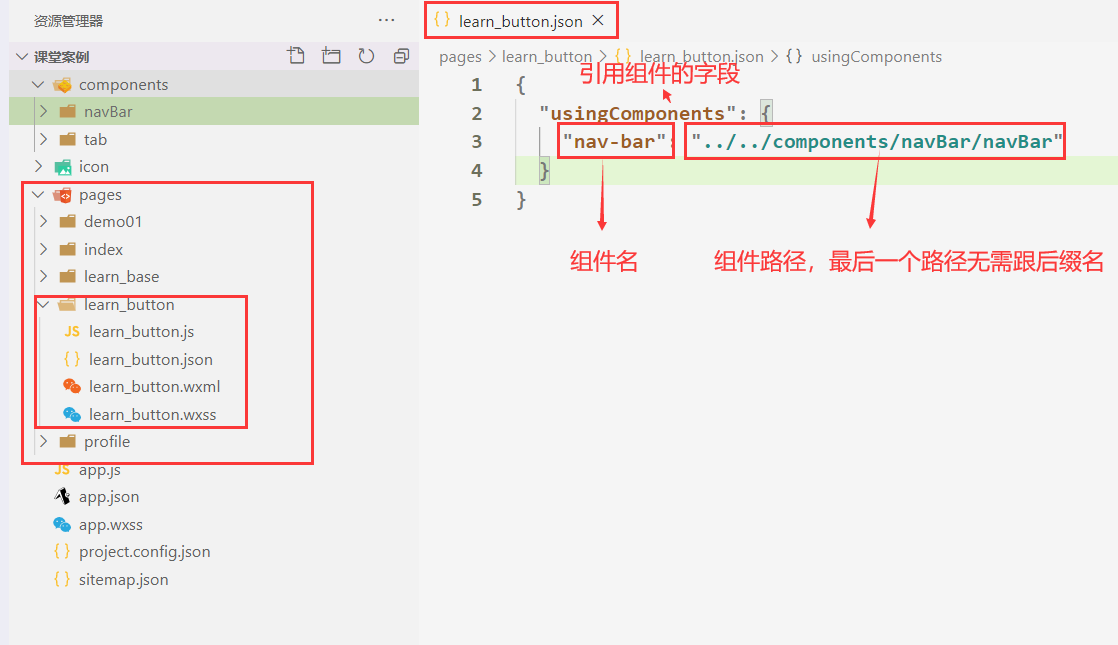 资源管理器
···
课堂案例
components
navBar
tab
icon
pages
demo01
index
learn_base
learn_button
JS learn_button.js
{ } learn_button.json
learn_button.wxml
learn_button.wxss
profile
JS app.js
app.json
app.wxss
{ } project.config.json
{ } sitemap.json
{ } learn_button.json ×
pages > learn_button > { } learn_button.json > { } usingComponents
引用组件的字段
1 {
2 "usingComponents": {
3 "nav-bar": "../../components/navBar/navBar"
4 }
5 }
组件名
组件路径，最后一个路径无需跟后缀名